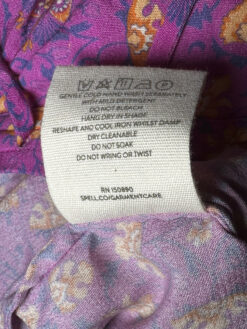 GENTLE COLD HAND WASH SEPARATELY
WITH MILD DETERGENT
DO NOT BLEACH
HANG DRY IN SHADE
RESHAPE AND COOL IRON WHILST DAMP
DRY CLEANABLE
DO NOT SOAK
DO NOT WRING OR TWIST
RN 150890
SPELL.CO/GARMENTCARE